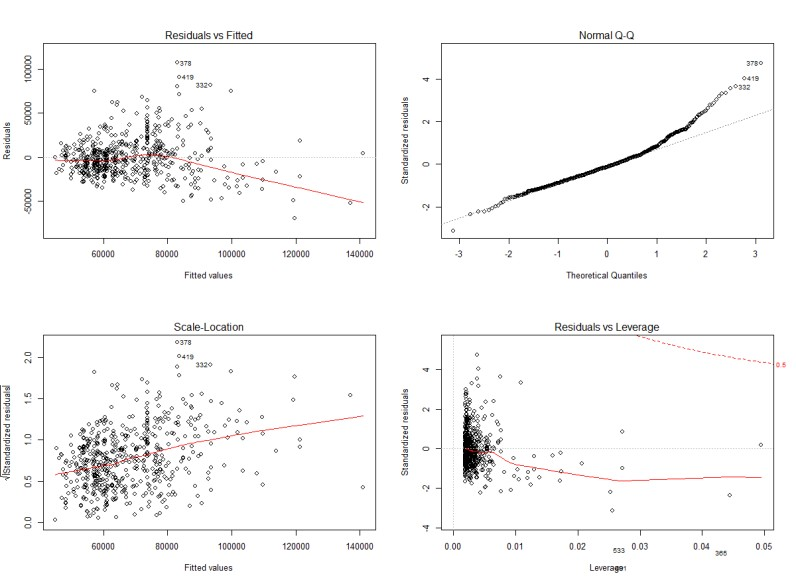 Residuals vs Fitted
Residuals
-50000 0 50000 100000
378
419
332
60000 80000 100000 120000 140000
Fitted values
Normal Q-Q
Standardized residuals
-2 0 2 4
378
419
332
-3 -2 -1 0 1 2 3
Theoretical Quantiles
Scale-Location
√|Standardized residuals|
0.0 0.5 1.0 1.5 2.0
378
419
332
60000 80000 100000 120000 140000
Fitted values
Residuals vs Leverage
Standardized residuals
-4 -2 0 2 4
0.5
0.00 0.01 0.02 0.03 0.04 0.05
533
Leverage